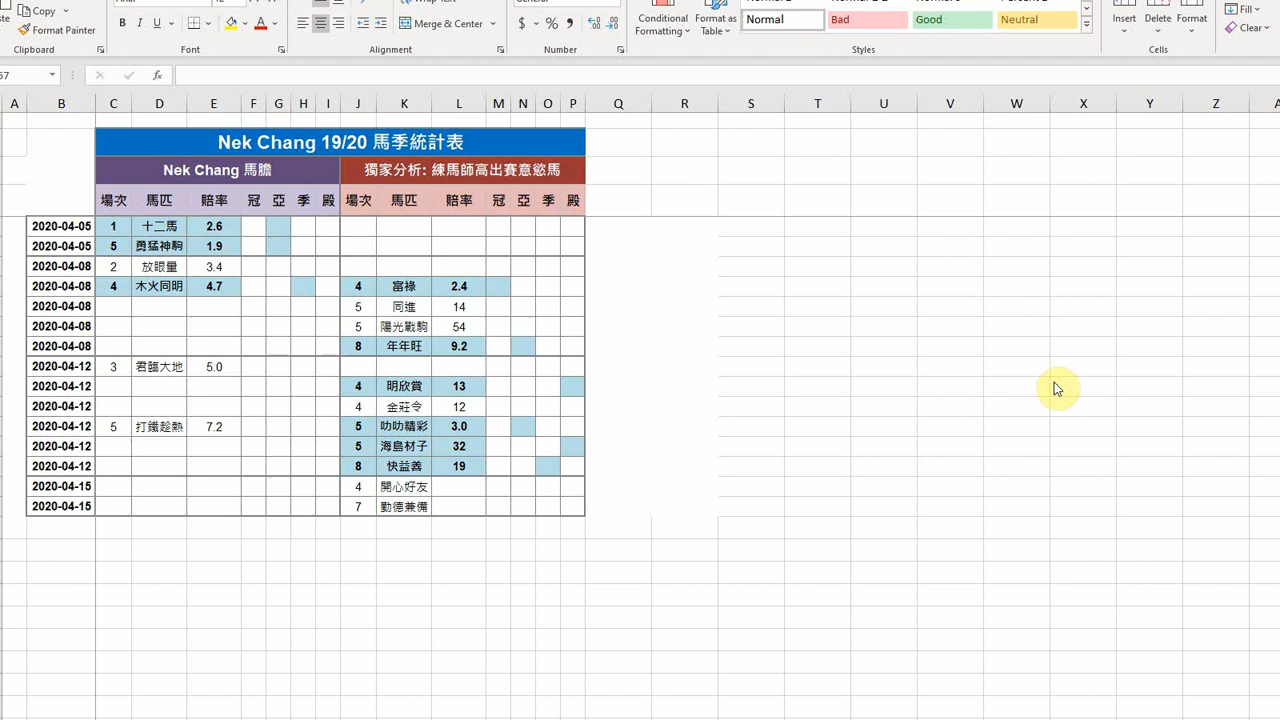 Copy
Format Painter
B I U A
Merge & Center
$ % 9
Conditional Formatting
Format as Table
Normal Bad Good Neutral
Insert Delete Format
Fill
Clear
Clipboard Font Alignment Number Styles Cells
57 fx
A B C D E F G H I J K L M N O P Q R S T U V W X Y Z
Nek Chang 19/20 馬季統計表
Nek Chang 馬膽 獨家分析: 練馬師高出賽意慾馬
場次 馬匹 賠率 冠 亞 季 殿 場次 馬匹 賠率 冠 亞 季 殿
2020-04-05 1 十二馬 2.6
2020-04-05 5 勇猛神駒 1.9
2020-04-08 2 放眼量 3.4
2020-04-08 4 木火同明 4.7 4 富祿 2.4
2020-04-08 5 同進 14
2020-04-08 5 陽光戰駒 54
2020-04-08 8 年年旺 9.2
2020-04-12 3 君臨大地 5.0
2020-04-12 4 明欣賞 13
2020-04-12 4 金莊令 12
2020-04-12 5 打鐵趁熱 7.2 5 叻叻精彩 3.0
2020-04-12 5 海島材子 32
2020-04-12 8 快益善 19
2020-04-15 4 開心好友
2020-04-15 7 勤德兼備